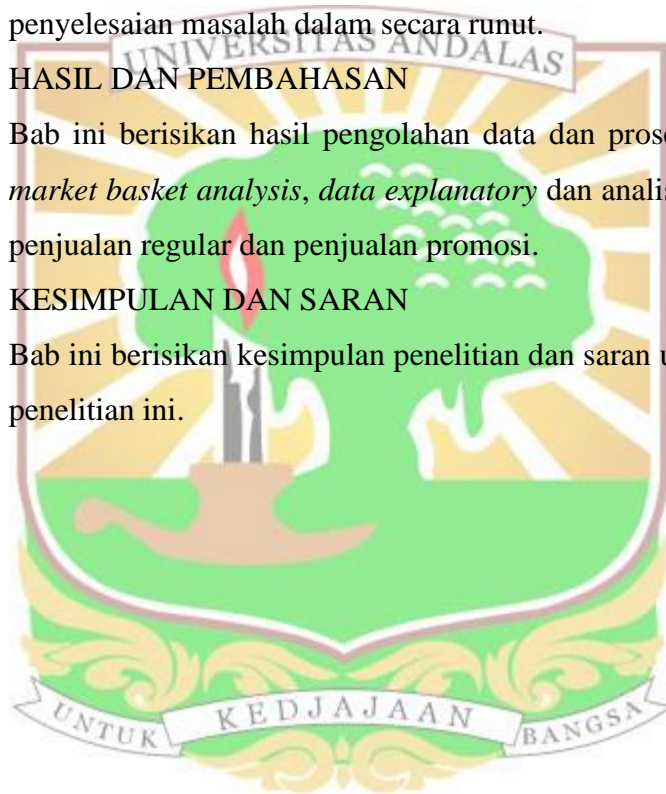 penyelesaian masalah dalam secara runut.
UNIVERSITAS ANDALAS
HASIL DAN PEMBAHASAN
Bab ini berisikan hasil pengolahan data dan
market basket analysis, data explanatory dan
penjualan regular dan penjualan promosi.
KESIMPULAN DAN SARAN
Bab ini berisikan kesimpulan penelitian dan saran
penelitian ini.
UNTUK KEDJAJAAN BANGSA